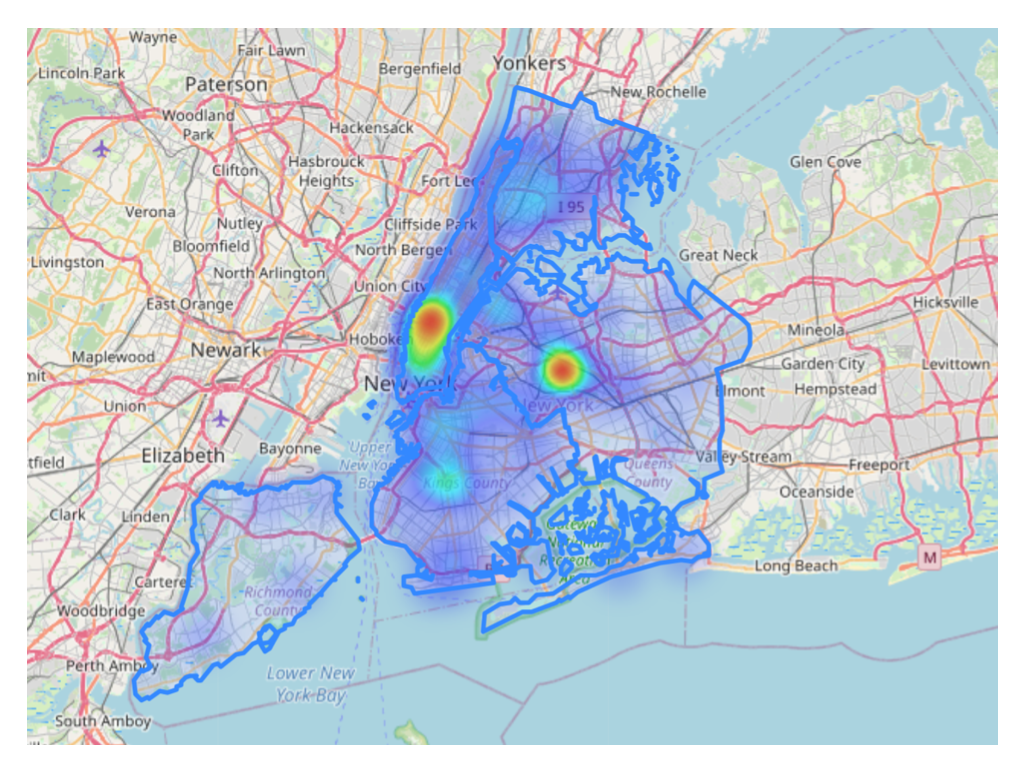 Wayne
Fair Lawn
Yonkers
Lincoln Park
Bergenfield
Paterson
New Rochelle
Woodland
Park
Hackensack
Clifton
Hasbrouck
Heights
Glen Cove
Fort Lee
I 95
Verona
Nutley
Cliffside Park
Bloomfield
North Bergen
Great Neck
Livingston
North Arlington
Union City
East Orange
Hicksville
Mineola
Hoboken
Newark
Maplewood
Garden City
Levittown
New York
Elmont
Hempstead
Union
New York
Bayonne
Upper
New York
Bay
Elizabeth
Valley Stream
Freeport
Queens
County
Kings County
Oceanside
Clark
Linden
Gateway
National
Recreation
Area
M
Long Beach
Carteret
Richmond
County
Woodbridge
Perth Amboy
Lower New
York Bay
South Amboy